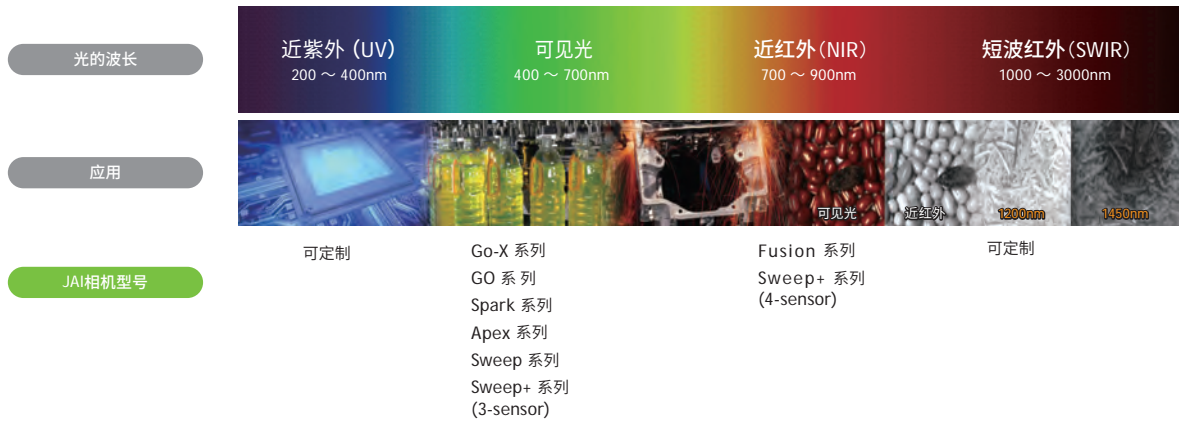 光的波长
近紫外 (UV)
200 ～ 400nm
可见光
400 ～ 700nm
近红外(NIR)
700 ～ 900nm
短波红外(SWIR)
1000 ～ 3000nm
应用
可见光
近红外
1200nm
1450nm
JAI相机型号
可定制
Go-X 系列
GO 系 列
Spark 系列
Apex 系列
Sweep 系列
Sweep+ 系列
(3-sensor)
Fusion 系列
Sweep+ 系列
(4-sensor)
可定制